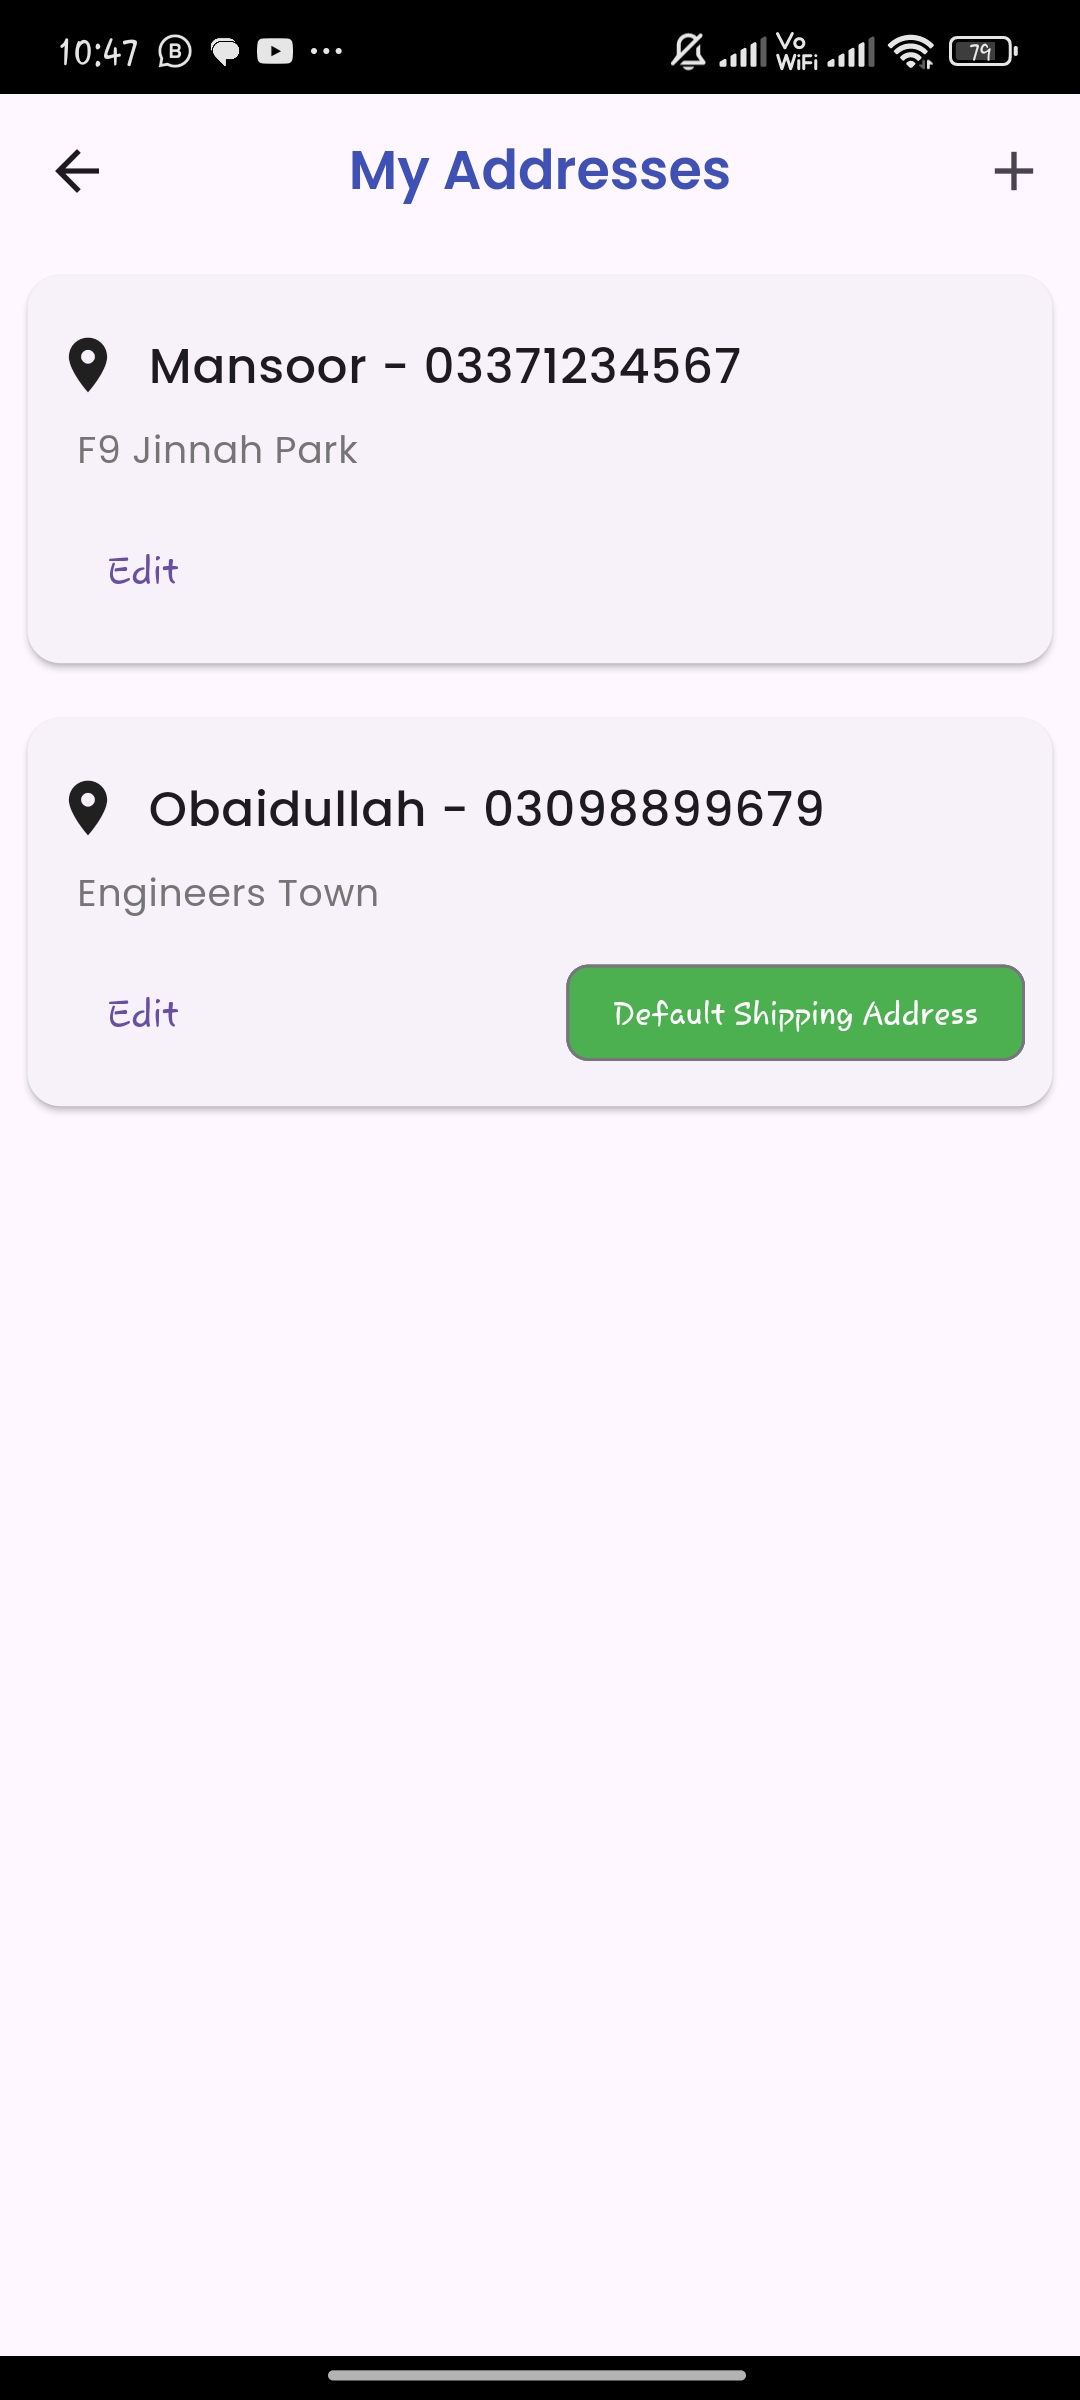 10:47
Vo
WiFi
79
My Addresses
Mansoor - 03371234567
F9 Jinnah Park
Edit
Obaidullah - 03098899679
Engineers Town
Edit
Default Shipping Address